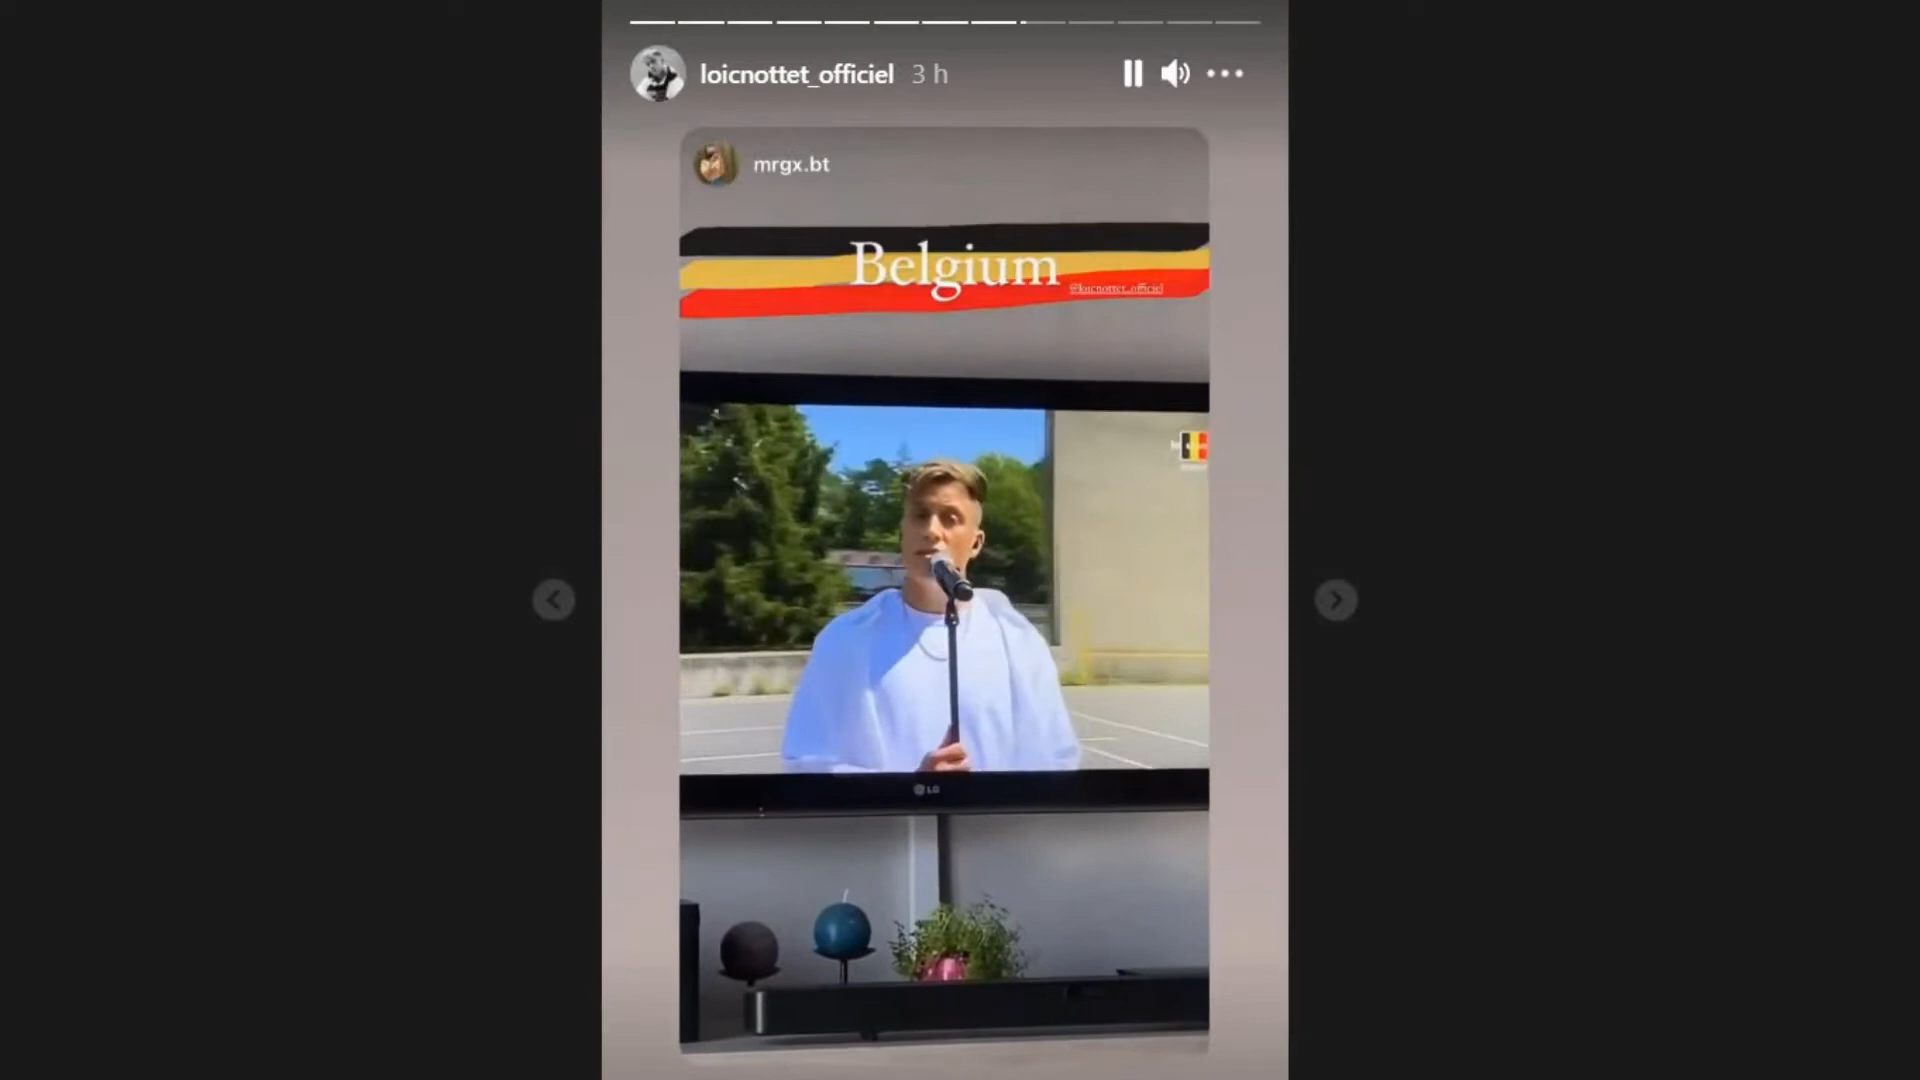 loicnottet_officiel 3 h
mrgx.bt
Belgium
@loicnottet_officiel
LG